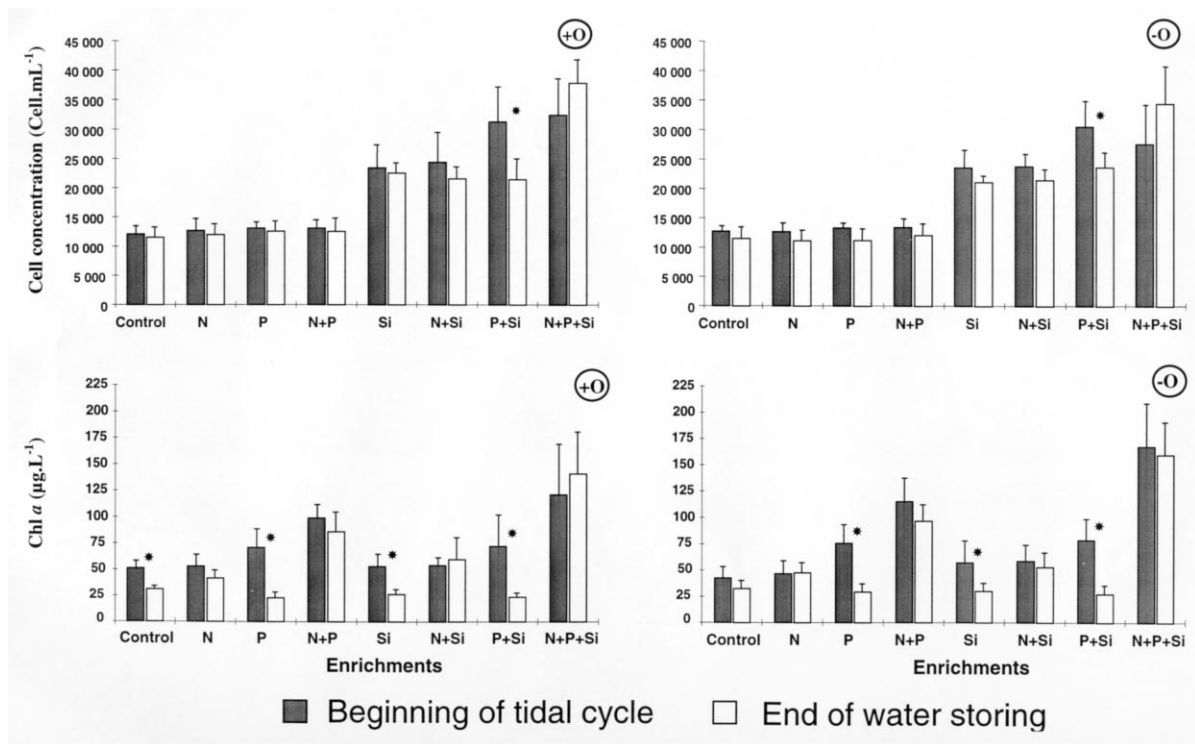 +O
Cell concentration (Cell.mL-1)
45 000
40 000
35 000
30 000
25 000
20 000
15 000
10 000
5 000
0
Control N P N+P Si N+Si P+Si N+P+Si
*
-O
45 000
40 000
35 000
30 000
25 000
20 000
15 000
10 000
5 000
0
Control N P N+P Si N+Si P+Si N+P+Si
*
+O
Chl a (µg.L-1)
225
200
175
150
125
100
75
50
25
0
* * * *
Control N P N+P Si N+Si P+Si N+P+Si
Enrichments
-O
225
200
175
150
125
100
75
50
25
0
* * *
Control N P N+P Si N+Si P+Si N+P+Si
Enrichments
Beginning of tidal cycle End of water storing